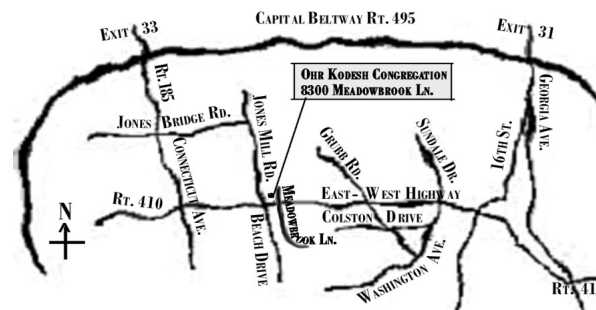 CAPITAL BELTWAY RT. 495
EXIT 33
EXIT 31
OHR KODESH CONGREGATION
8300 MEADOWBROOK LN.
RT. 185
CONNECTICUT AVE.
JONES BRIDGE RD.
JONES MILL RD.
BEACH DRIVE
MEADOWBROOK LN.
GRUBB RD.
SUNDALE DR.
16TH ST.
GEORGIA AVE.
RT. 410
EAST-WEST HIGHWAY
COLSTON DRIVE
WASHINGTON AVE.
N
RT. 41